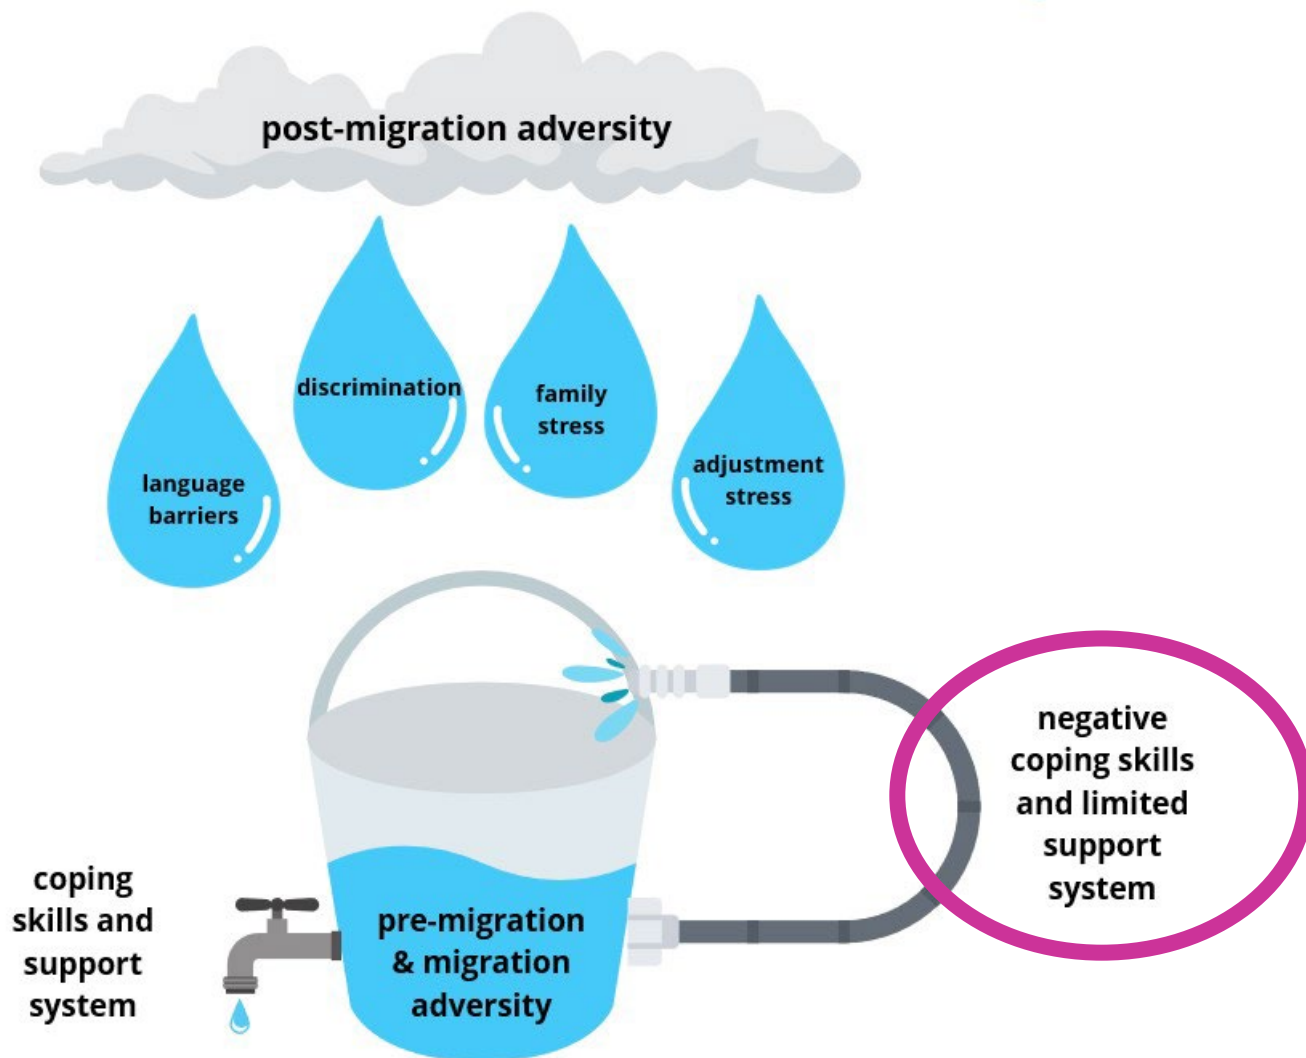 post-migration adversity
discrimination
family
stress
adjustment
stress
language
barriers
negative
coping skills
and limited
support
system
coping
skills and
support
system
pre-migration
& migration
adversity